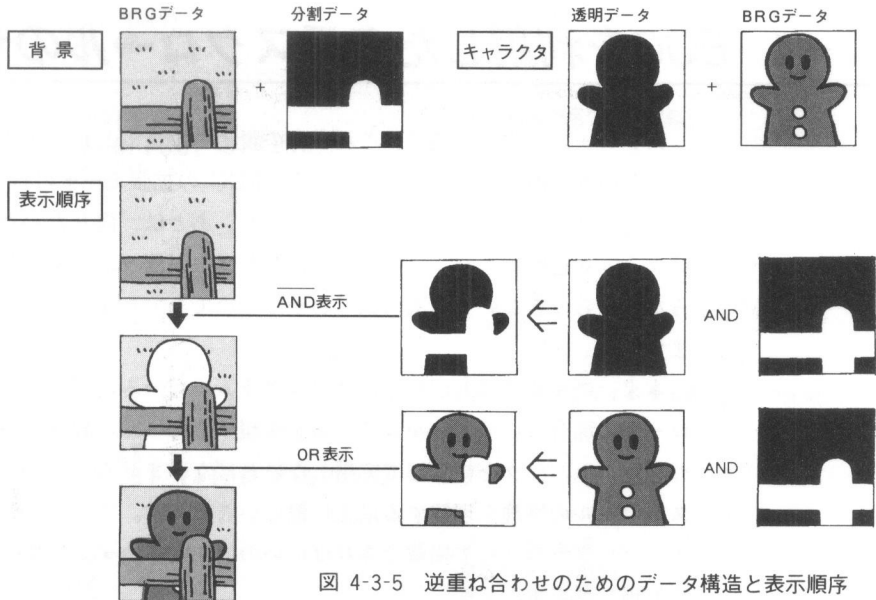 BRGデータ 分割データ 透明データ BRGデータ
背景 + キャラクタ +
表示順序
AND表示 AND
OR表示 AND
図 4-3-5 逆重ね合わせのためのデータ構造と表示順序